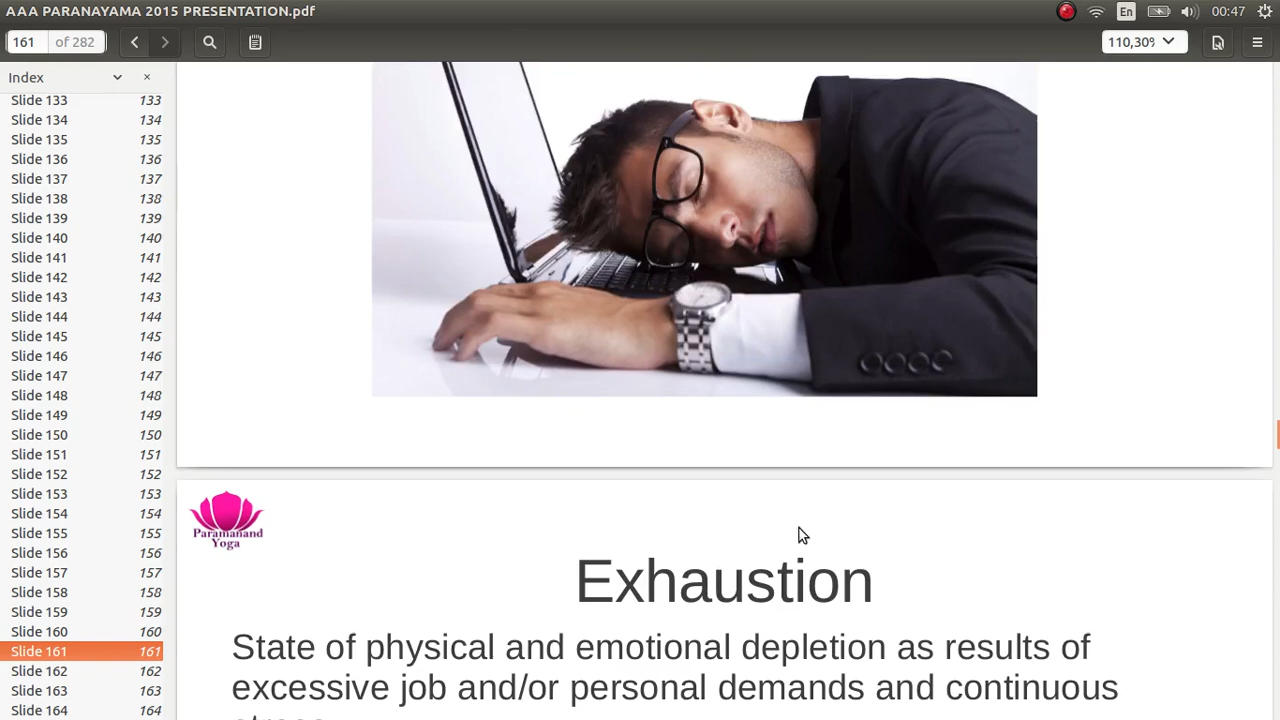 AAA PARANAYAMA 2015 PRESENTATION.pdf
En
00:47
161 of 282
110,30%
Index
Slide 133 133
Slide 134 134
Slide 135 135
Slide 136 136
Slide 137 137
Slide 138 138
Slide 139 139
Slide 140 140
Slide 141 141
Slide 142 142
Slide 143 143
Slide 144 144
Slide 145 145
Slide 146 146
Slide 147 147
Slide 148 148
Slide 149 149
Slide 150 150
Slide 151 151
Slide 152 152
Slide 153 153
Slide 154 154
Slide 155 155
Slide 156 156
Slide 157 157
Slide 158 158
Slide 159 159
Slide 160 160
Slide 161 161
Slide 162 162
Slide 163 163
Slide 164 164
Paramanand
Yoga
Exhaustion
State of physical and emotional depletion as results of
excessive job and/or personal demands and continuous